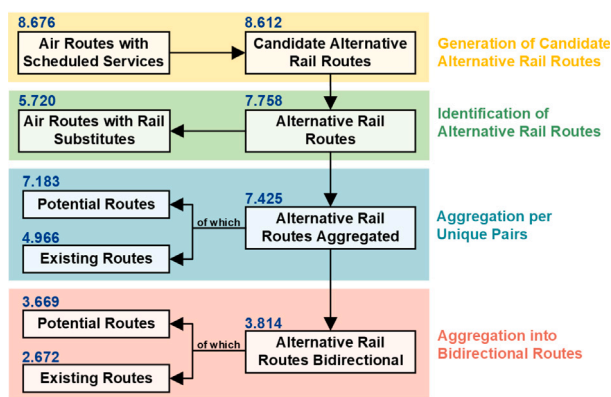 8.676
8.612
Air Routes with
Scheduled Services
Candidate Alternative
Rail Routes
Generation of Candidate
Alternative Rail Routes
5.720
7.758
Air Routes with Rail
Substitutes
Alternative Rail
Routes
Identification of
Alternative Rail Routes
7.183
Potential Routes
4.966
Existing Routes
of which
7.425
Alternative Rail
Routes Aggregated
Aggregation per
Unique Pairs
3.669
Potential Routes
2.672
Existing Routes
of which
3.814
Alternative Rail
Routes Bidirectional
Aggregation into
Bidirectional Routes